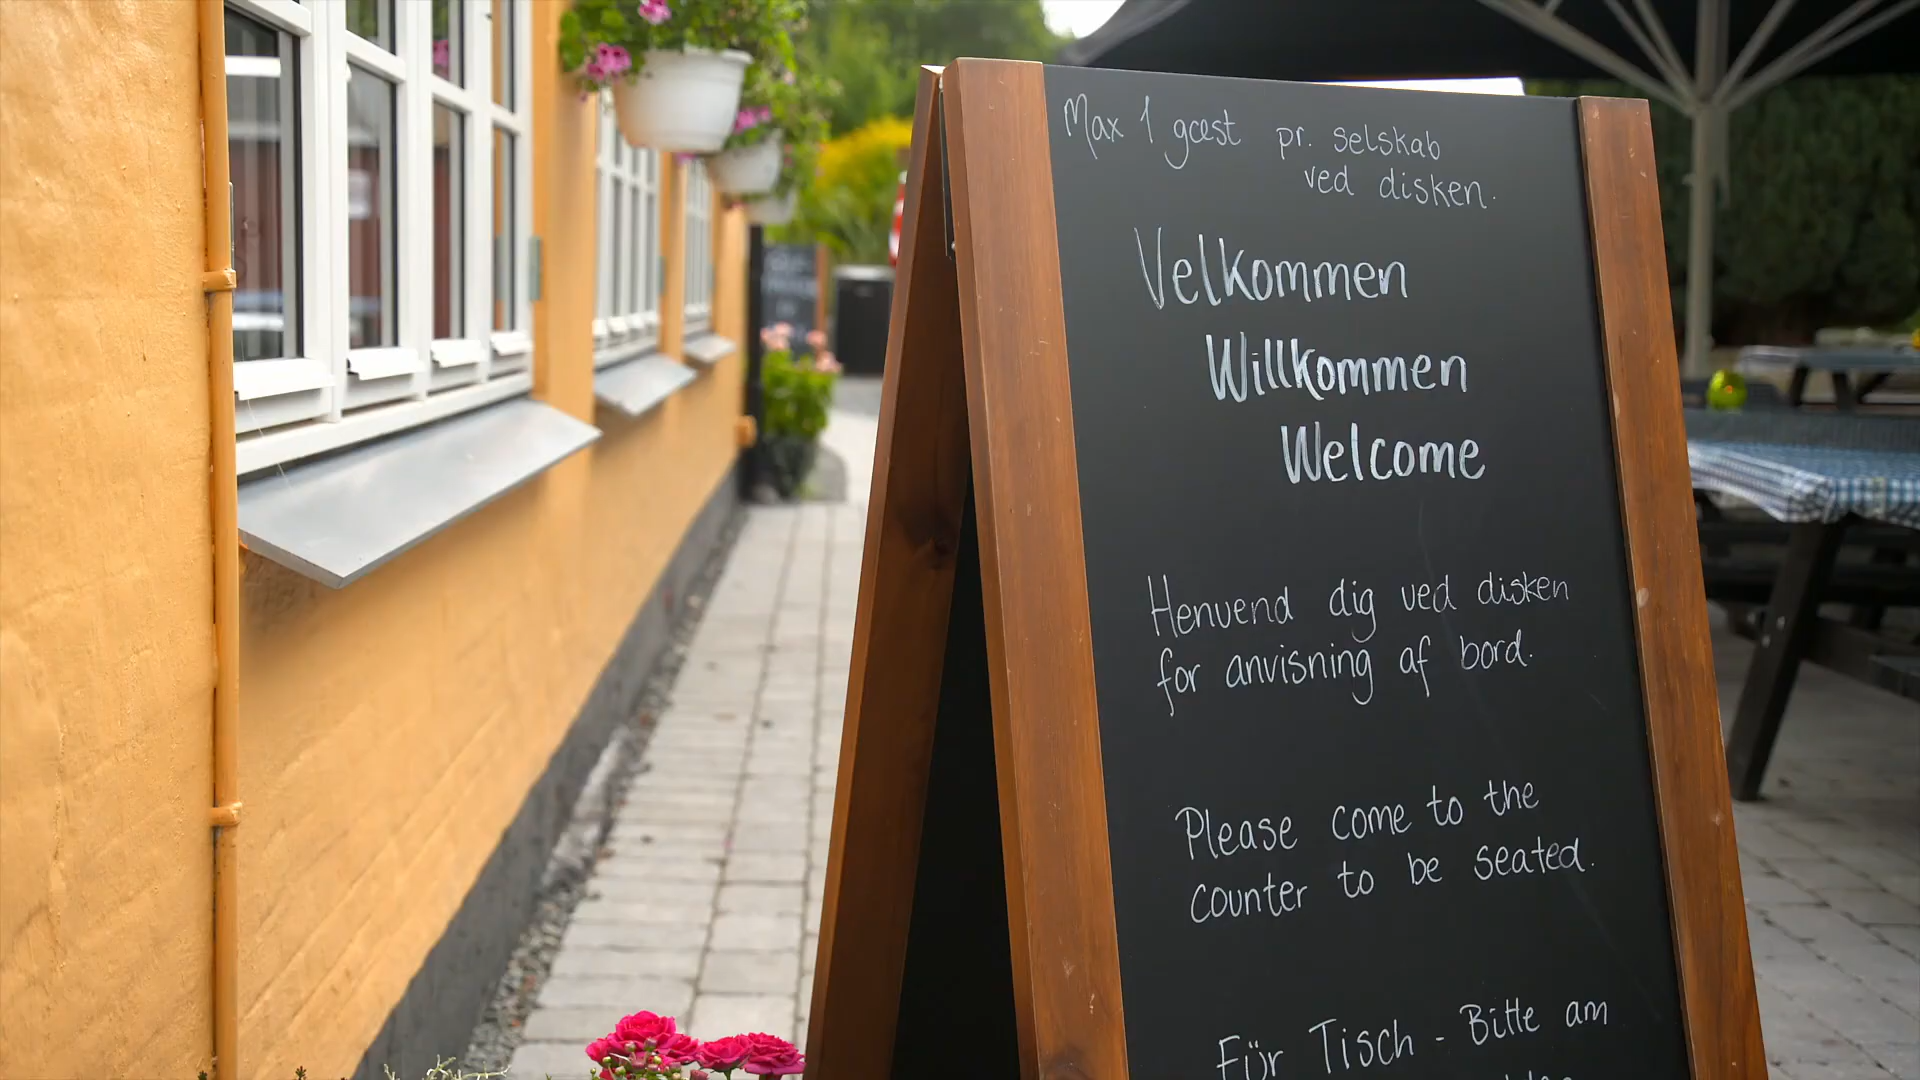 Max 1 gæst pr. selskab
ved disken.
Velkommen
Willkommen
Welcome
Henvend dig ved disken
for anvisning af bord.
Please come to the
counter to be seated.
Für Tisch - Bitte am